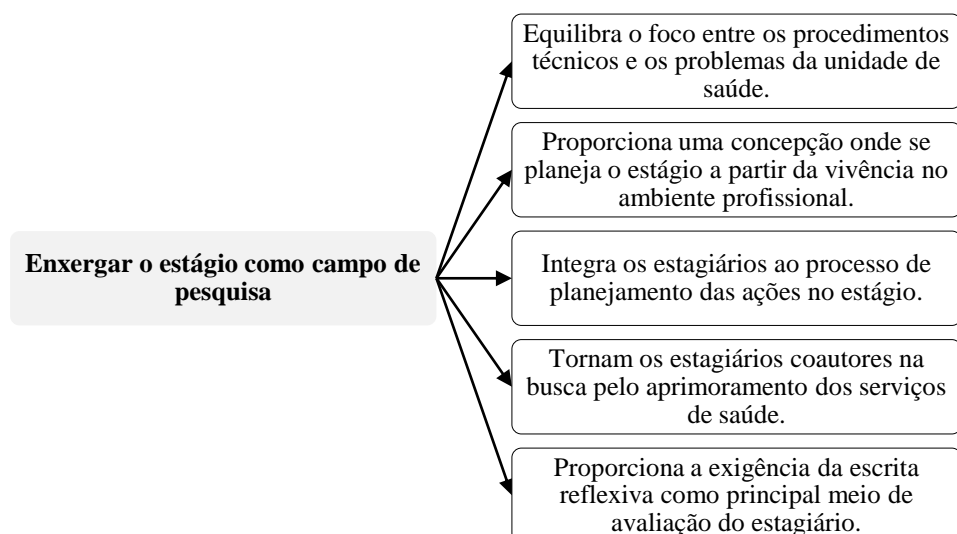 Equilibra o foco entre os procedimentos
técnicos e os problemas da unidade de
saúde.
Proporciona uma concepção onde se
planeja o estágio a partir da vivência no
ambiente profissional.
Enxergar o estágio como campo de
pesquisa
Integra os estagiários ao processo de
planejamento das ações no estágio.
Tornam os estagiários coautores na
busca pelo aprimoramento dos serviços
de saúde.
Proporciona a exigência da escrita
reflexiva como principal meio de
avaliação do estagiário.